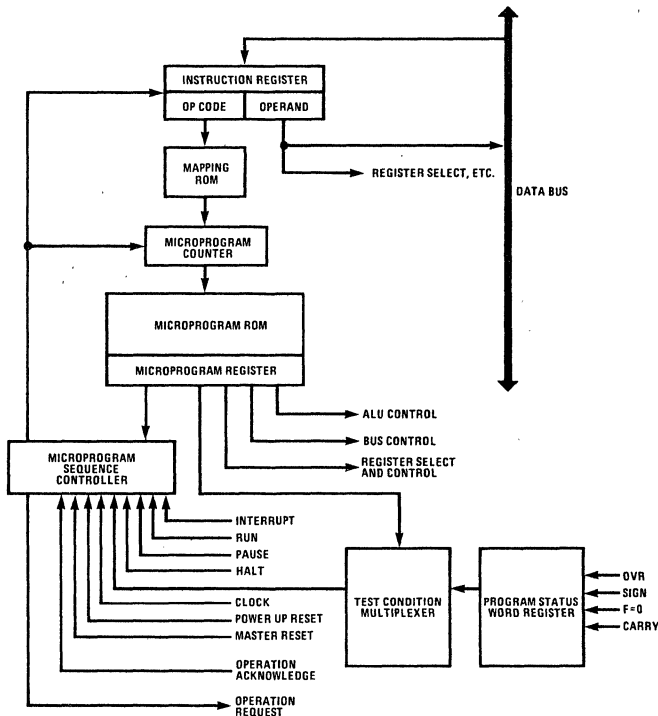 INSTRUCTION REGISTER
OP CODE
OPERAND
MAPPING
ROM
REGISTER SELECT, ETC.
DATA BUS
MICROPROGRAM
COUNTER
MICROPROGRAM ROM
MICROPROGRAM REGISTER
ALU CONTROL
BUS CONTROL
REGISTER SELECT
AND CONTROL
MICROPROGRAM
SEQUENCE
CONTROLLER
INTERRUPT
RUN
PAUSE
HALT
CLOCK
POWER UP RESET
MASTER RESET
OPERATION
ACKNOWLEDGE
OPERATION
REQUEST
TEST CONDITION
MULTIPLEXER
PROGRAM STATUS
WORD REGISTER
OVR
SIGN
F=0
CARRY